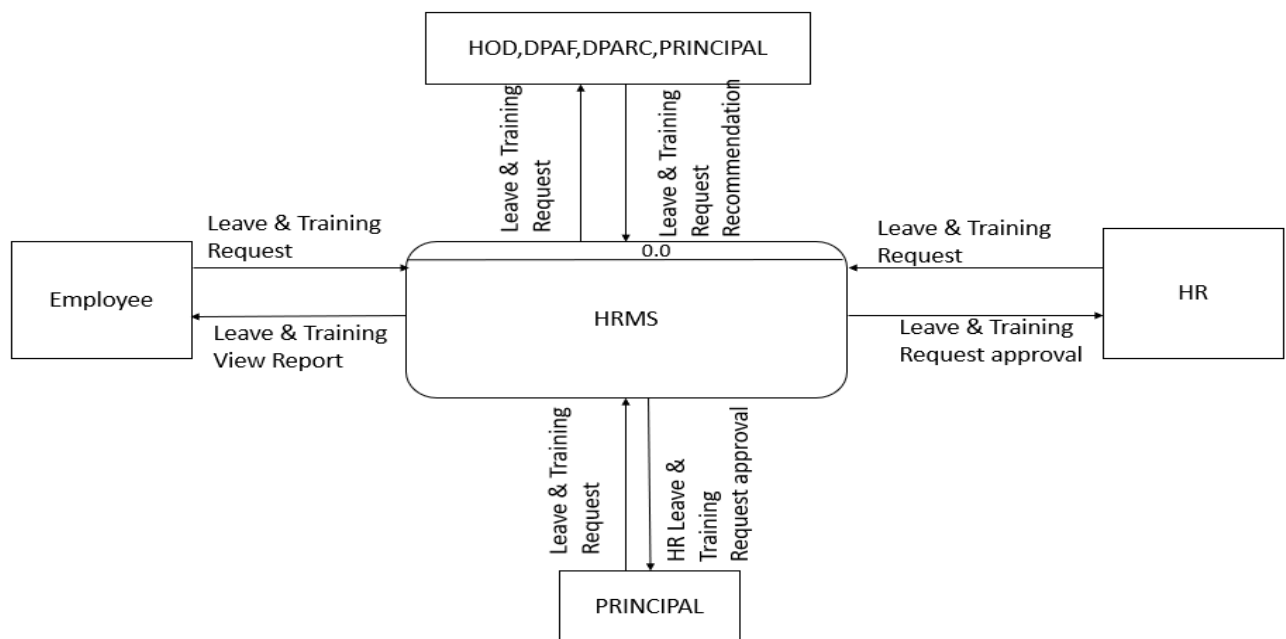 HOD,DPAF,DPARC,PRINCIPAL
Leave & Training
Request
Leave & Training
Request
Recommendation
Leave & Training
Request
0.0
Leave & Training
Request
Employee
HRMS
HR
Leave & Training
View Report
Leave & Training
Request approval
Leave & Training
Request
HR Leave &
Training
Request approval
PRINCIPAL